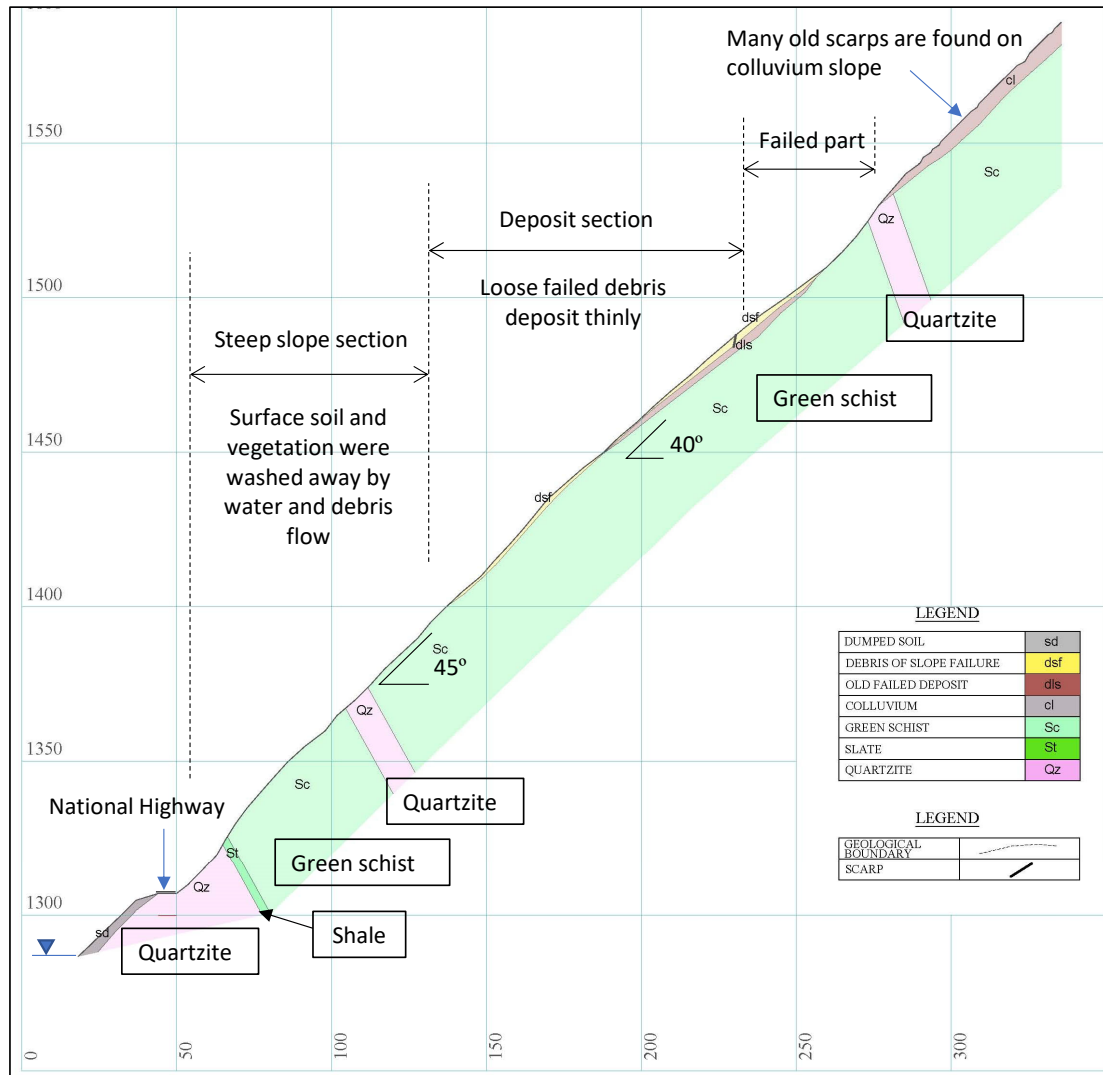 Many old scarps are found on
colluvium slope
cl
1550
Failed part
Sc
Qz
Deposit section
1500
Loose failed debris
deposit thinly
Quartzite
dsf
Steep slope section
dls
Green schist
Sc
Surface soil and
vegetation were
washed away by
water and debris
flow
1450
40º
dsf
1400
LEGEND
DUMPED SOIL sd
DEBRIS OF SLOPE FAILURE dsf
OLD FAILED DEPOSIT dls
COLLUVIUM cl
GREEN SCHIST Sc
SLATE St
QUARTZITE Qz
Sc
45º
Qz
1350
Sc
Quartzite
National Highway
LEGEND
GEOLOGICAL
BOUNDARY
SCARP
St
Green schist
Qz
1300
sd
Shale
Quartzite
0
50
100
150
200
250
300